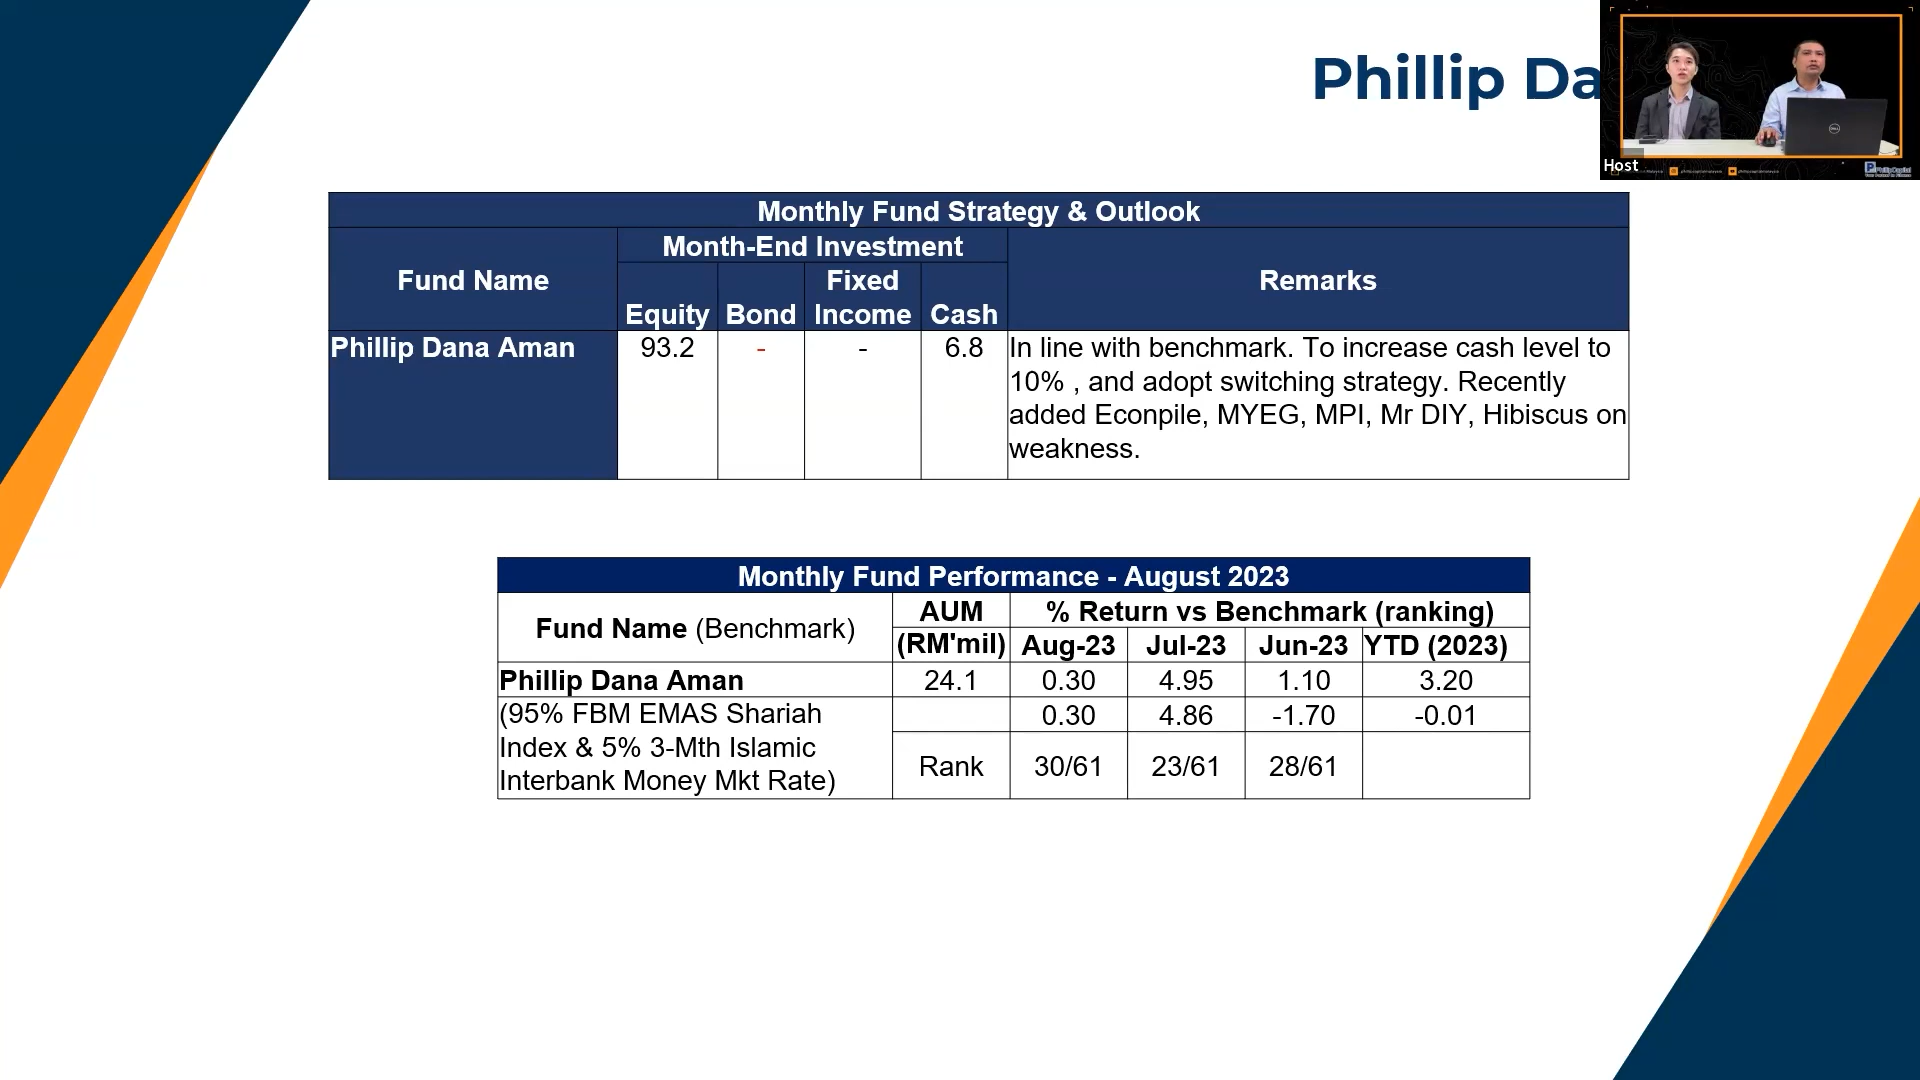 Phillip Da
Host
PhillipCapital
Monthly Fund Strategy & Outlook
Fund Name
Month-End Investment
Remarks
Equity
Bond
Fixed
Income
Cash
Phillip Dana Aman
93.2
-
-
6.8
In line with benchmark. To increase cash level to
10% , and adopt switching strategy. Recently
added Econpile, MYEG, MPI, Mr DIY, Hibiscus on
weakness.
Monthly Fund Performance - August 2023
Fund Name (Benchmark)
AUM
(RM'mil)
% Return vs Benchmark (ranking)
Aug-23
Jul-23
Jun-23
YTD (2023)
Phillip Dana Aman
24.1
0.30
4.95
1.10
3.20
(95% FBM EMAS Shariah
Index & 5% 3-Mth Islamic
Interbank Money Mkt Rate)
0.30
4.86
-1.70
-0.01
Rank
30/61
23/61
28/61